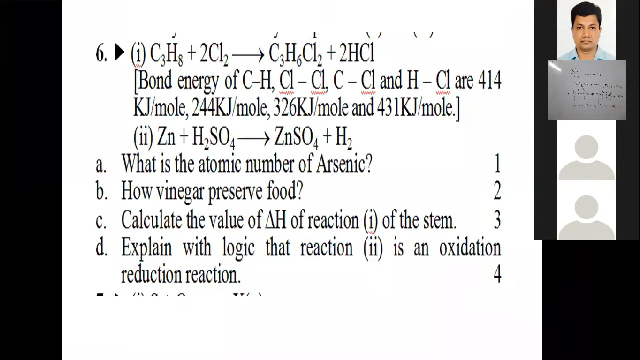 6. ▶ (i) C₃H₈ + 2Cl₂ ⟶ C₃H₆Cl₂ + 2HCl
[Bond energy of C–H, Cl – Cl, C – Cl and H – Cl are 414
KJ/mole, 244KJ/mole, 326KJ/mole and 431KJ/mole.]
(ii) Zn + H₂SO₄ ⟶ ZnSO₄ + H₂
a. What is the atomic number of Arsenic? 1
b. How vinegar preserve food? 2
c. Calculate the value of ΔH of reaction (i) of the stem. 3
d. Explain with logic that reaction (ii) is an oxidation
reduction reaction. 4